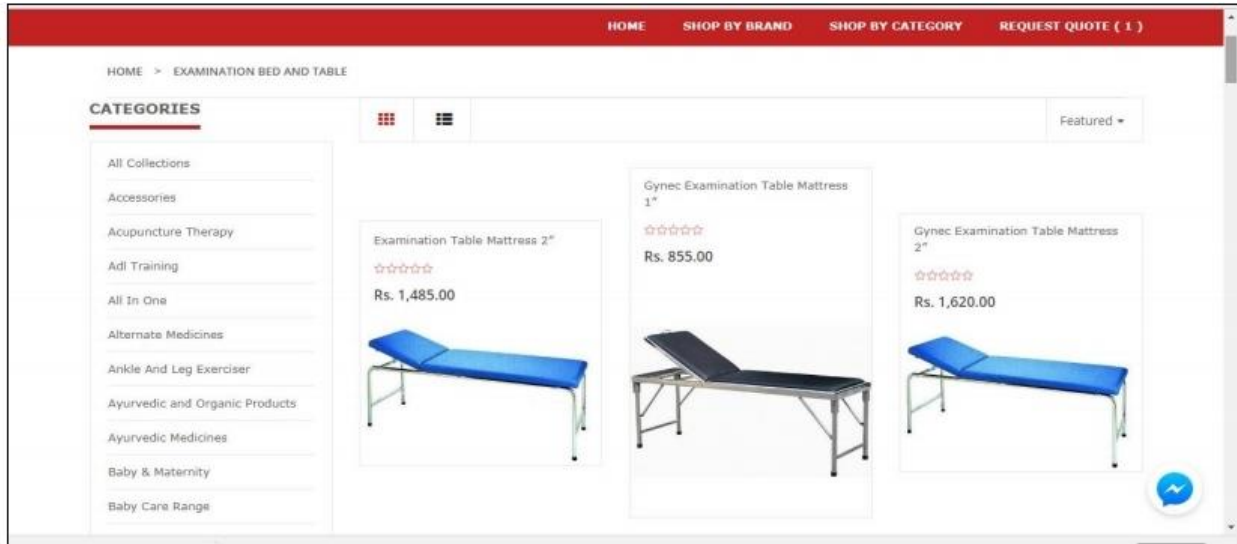 HOME SHOP BY BRAND SHOP BY CATEGORY REQUEST QUOTE ( 1 )
HOME > EXAMINATION BED AND TABLE
CATEGORIES
Featured
All Collections
Accessories
Acupuncture Therapy
Adl Training
All In One
Alternate Medicines
Ankle And Leg Exerciser
Ayurvedic and Organic Products
Ayurvedic Medicines
Baby & Maternity
Baby Care Range
Examination Table Mattress 2"
Rs. 1,485.00
Gynec Examination Table Mattress
1"
Rs. 855.00
Gynec Examination Table Mattress
2"
Rs. 1,620.00